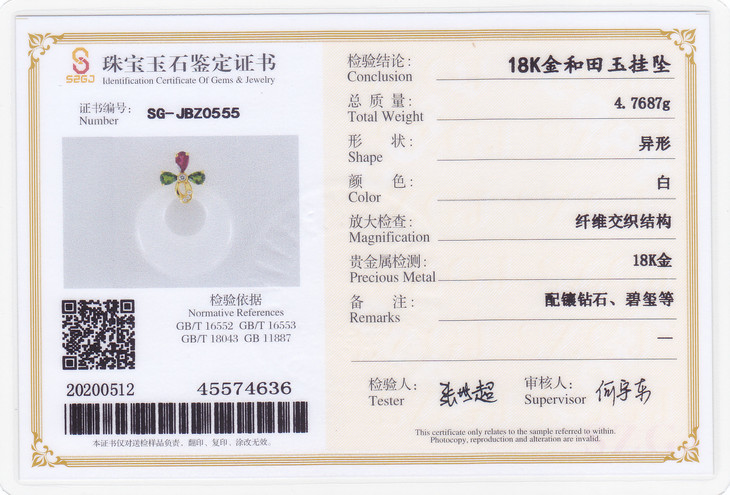 SZGJ
珠宝玉石鉴定证书
Identification Certificate Of Gems & Jewelry
证书编号:
Number
SG-JBZ0555
检验依据
Normative References
GB/T 16552 GB/T 16553
GB/T 18043 GB 11887
20200512 45574636
本证书仅对送检样品负责、翻印、复印、涂改无效。
检验结论:
Conclusion
18K金和田玉挂坠
总质量:
Total Weight
4.7687g
形状:
Shape
异形
颜色:
Color
白
放大检查:
Magnification
纤维交织结构
贵金属检测:
Precious Metal
18K金
备注:
Remarks
配镶钻石、碧玺等
—
检验人:
Tester
审核人:
Supervisor
This certificate only relates to the sample referred to within.
Photocopy, reproduction and alteration are invalid.